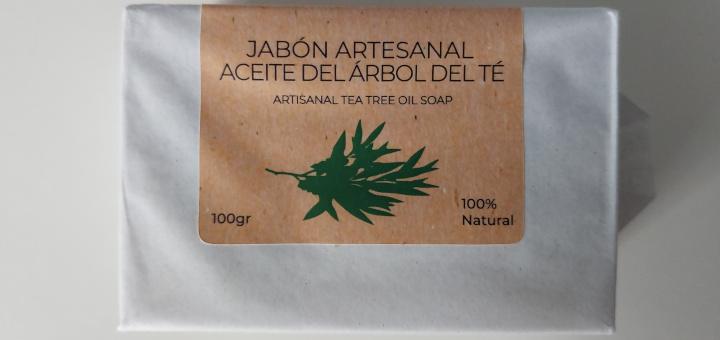 JABÓN ARTESANAL
ACEITE DEL ÁRBOL DEL TÉ
ARTISANAL TEA TREE OIL SOAP
100gr
100%
Natural